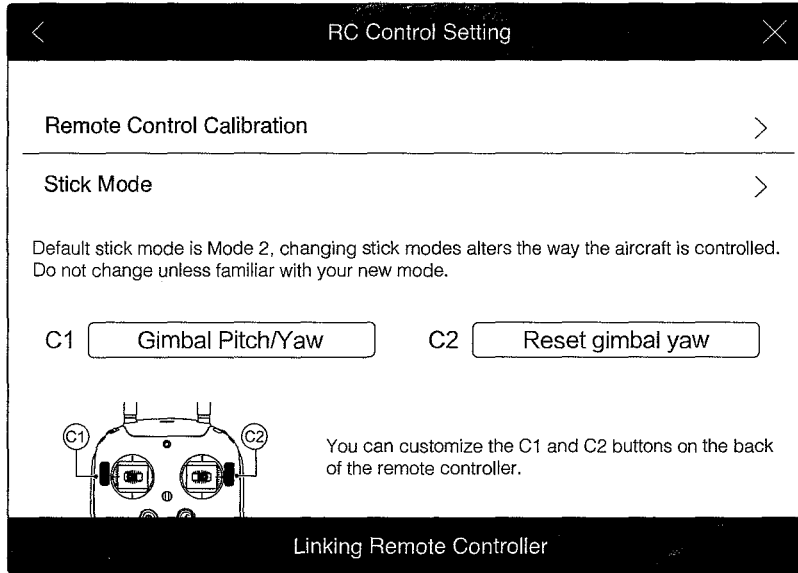 RC Control Setting
Remote Control Calibration
Stick Mode
Default stick mode is Mode 2, changing stick modes alters the way the aircraft is controlled.
Do not change unless familiar with your new mode.
C1 Gimbal Pitch/Yaw C2 Reset gimbal yaw
C1 C2
You can customize the C1 and C2 buttons on the back
of the remote controller.
Linking Remote Controller